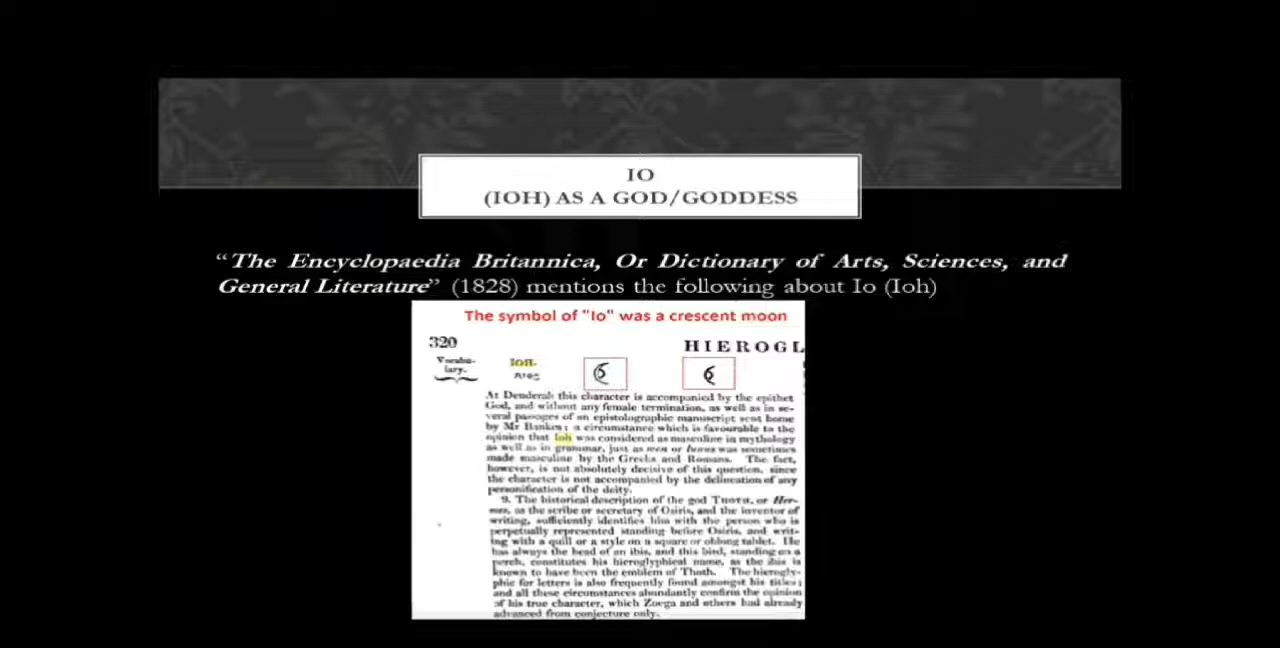 IO
(IOH) AS A GOD/GODDESS
“The Encyclopaedia Britannica, Or Dictionary of Arts, Sciences, and
General Literature” (1828) mentions the following about Io (Ioh)
The symbol of "Io" was a crescent moon
320
HIEROGL
Vocabu-
lary.
IOH.
At Denderah this character is accompanied by the epithet
God, and without any female termination, as well as in se-
veral passages of an epistolographic manuscript sent home
by Mr Bankes; a circumstance which is favourable to the
opinion that Ioh was considered as masculine in mythology
as well as in grammar, just as men or lunus was sometimes
made masculine by the Greeks and Romans. The fact,
however, is not absolutely decisive of this question, since
the character is not accompanied by the delineation of any
personification of the deity.
9. The historical description of the god THOTH, or Her-
mes, as the scribe or secretary of Osiris, and the inventor of
writing, sufficiently identifies him with the person who is
perpetually represented standing before Osiris, and writ-
ing with a quill or a style on a square or oblong tablet. He
has always the head of an ibis, and this bird, standing on a
perch, constitutes his hieroglyphical name, as the ibis is
known to have been the emblem of Thoth. The hierogly-
phic for letters is also frequently found amongst his titles;
and all these circumstances abundantly confirm the opinion
of his true character, which Zoega and others had already
advanced from conjecture only.